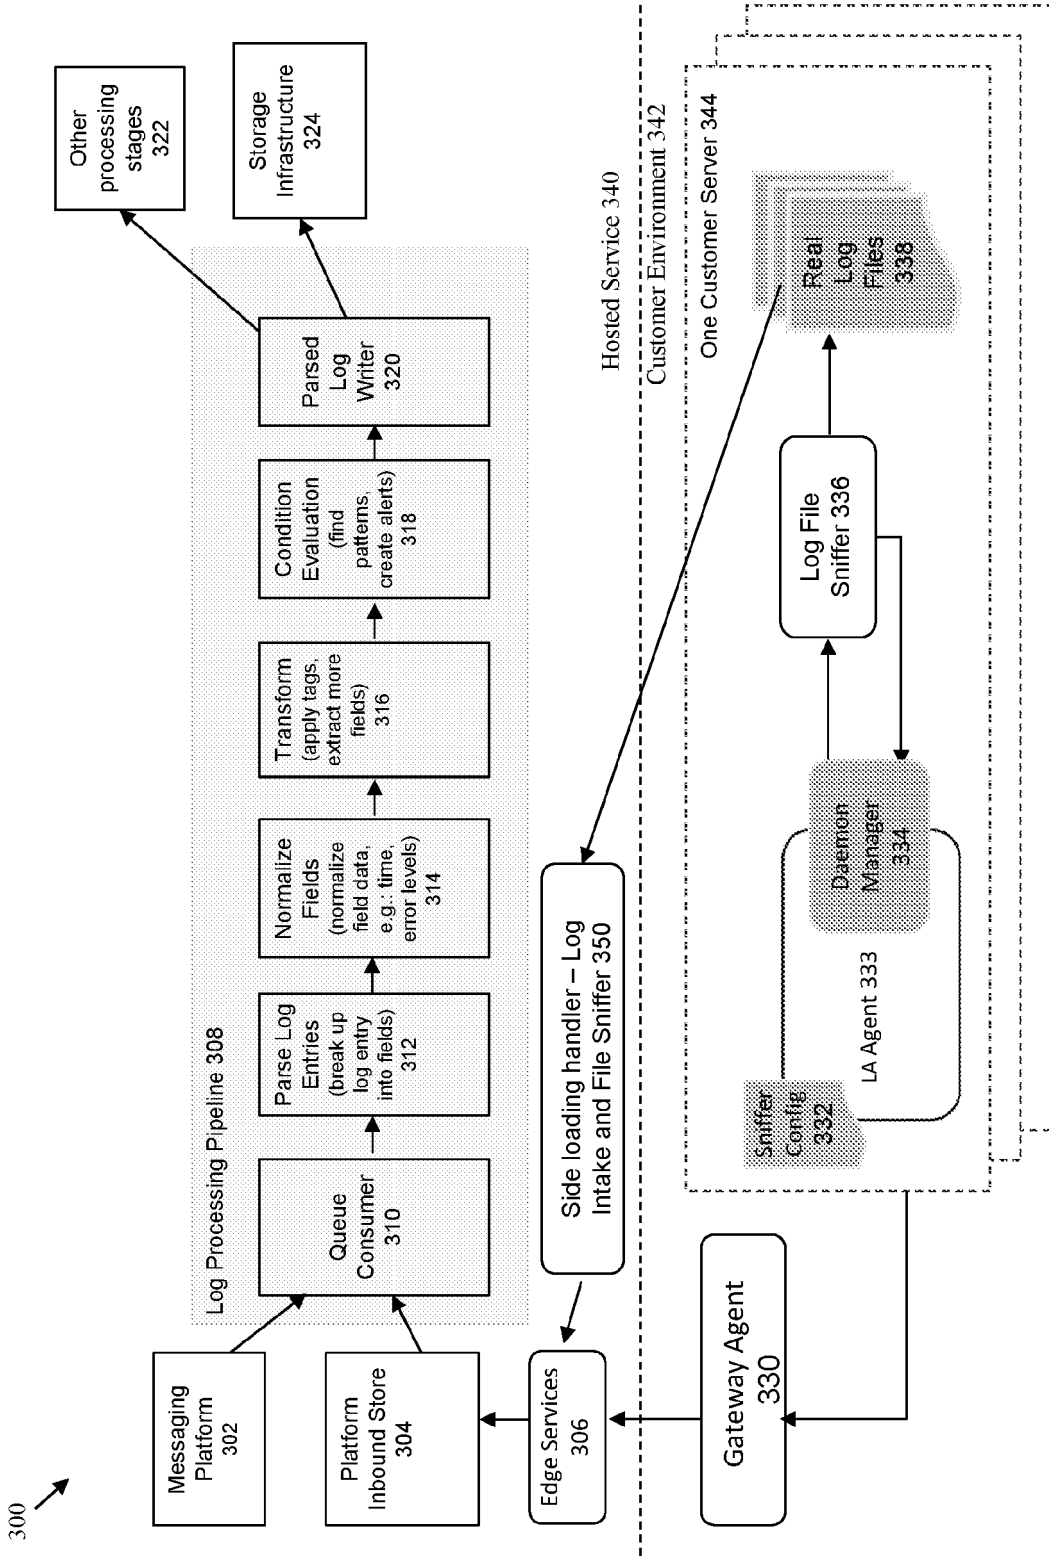 300
Messaging
Platform
302
Platform
Inbound Store
304
Edge Services
306
Log Processing Pipeline 308
Queue
Consumer
310
Parse Log
Entries
(break up
log entry
into fields)
312
Normalize
Fields
(normalize
field data,
e.g.: time,
error levels)
314
Transform
(apply tags,
extract more
fields)
316
Condition
Evaluation
(find
patterns,
create alerts)
318
Parsed
Log
Writer
320
Other
processing
stages
322
Storage
Infrastructure
324
Side loading handler – Log
Intake and File Sniffer 350
Hosted Service 340
Customer Environment 342
Gateway Agent
330
One Customer Server 344
Sniffer
Config
332
LA Agent 333
Daemon
Manager
334
Log File
Sniffer 336
Real
Log
Files
338